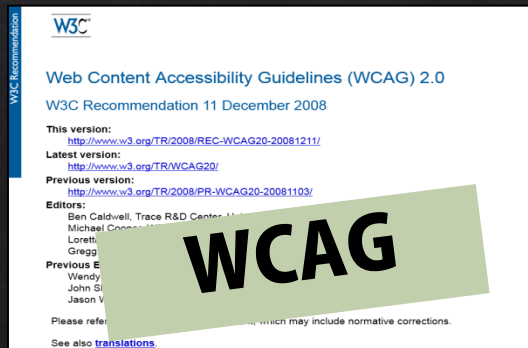 W3C Recommendation
W3C®
Web Content Accessibility Guidelines (WCAG) 2.0
W3C Recommendation 11 December 2008
This version:
http://www.w3.org/TR/2008/REC-WCAG20-20081211/
Latest version:
http://www.w3.org/TR/WCAG20/
Previous version:
http://www.w3.org/TR/2008/PR-WCAG20-20081103/
Editors:
Ben Caldwell, Trace R&D Center,
Michael Cooper,
Gregg
Previous
Wendy
John
Jason
WCAG
Please which may include normative corrections.
See also translations.